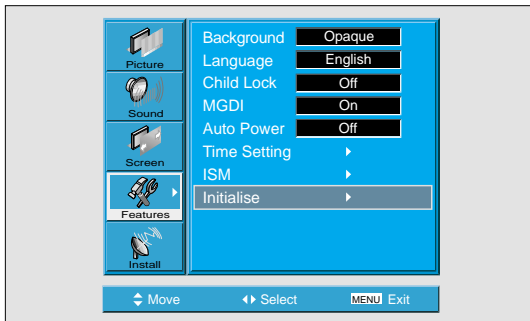 Picture
Sound
Screen
Features
Install
Background Opaque
Language English
Child Lock Off
MGDI On
Auto Power Off
Time Setting
ISM
Initialise
Move Select MENU Exit